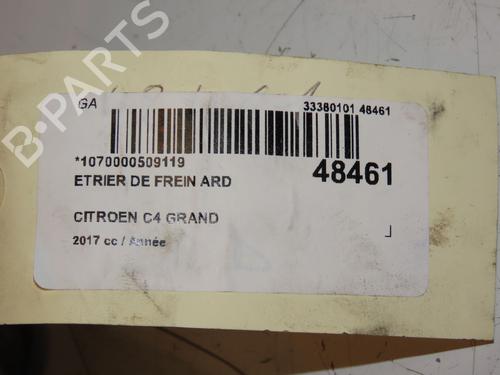 B-PARTS
GA
33380101 48461
*1070000509119
48461
ETRIER DE FREIN ARD
CITROEN C4 GRAND
2017 cc / Année